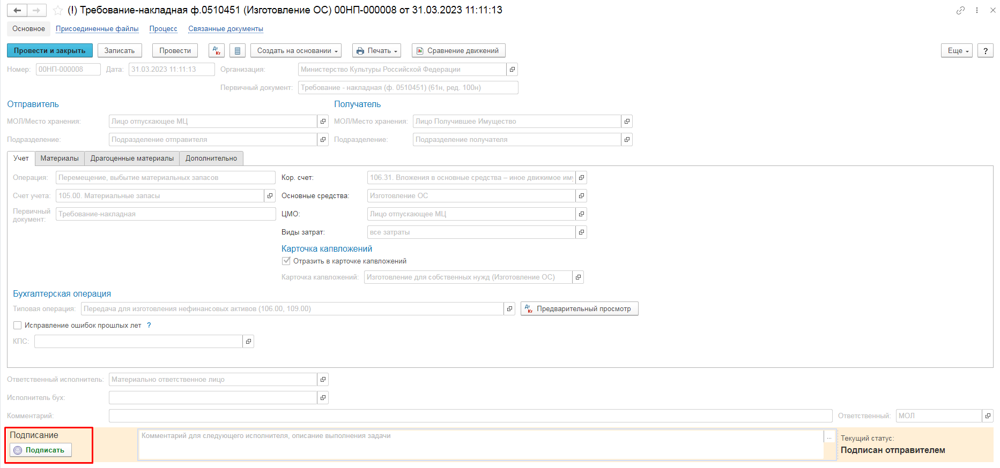 (!) Требование-накладная ф.0510451 (Изготовление ОС) 00НП-000008 от 31.03.2023 11:11:13
Основное Присоединенные файлы Процесс Связанные документы
Провести и закрыть Записать Провести Дт Кт Создать на основании Печать Сравнение движений Еще ?
Номер: 00НП-000008 Дата: 31.03.2023 11:11:13 Организация: Министерство Культуры Российской Федерации
Первичный документ: Требование - накладная (ф. 0510451) (61н, ред. 100н)
Отправитель Получатель
МОЛ/Место хранения: Лицо отпускающее МЦ МОЛ/Место хранения: Лицо Получившее Имущество
Подразделение: Подразделение отправителя Подразделение: Подразделение получателя
Учет Материалы Драгоценные материалы Дополнительно
Операция: Перемещение, выбытие материальных запасов Кор. счет: 106.31. Вложения в основные средства – иное движимое иму
Счет учета: 105.00. Материальные запасы Основные средства: Изготовление ОС
Первичный документ: Требование-накладная ЦМО: Лицо отпускающее МЦ
Виды затрат: все затраты
Карточка капвложений
Отразить в карточке капвложений
Карточка капвложений: Изготовление для собственных нужд (Изготовление ОС)
Бухгалтерская операция
Типовая операция: Передача для изготовления нефинансовых активов (106.00, 109.00) Дт Кт Предварительный просмотр
Исправление ошибок прошлых лет ?
КПС:
Ответственный исполнитель: Материально ответственное лицо
Исполнитель бух:
Комментарий: Ответственный: МОЛ
Подписание Комментарий для следующего исполнителя, описание выполнения задачи ... Текущий статус:
Подписать Подписан отправителем